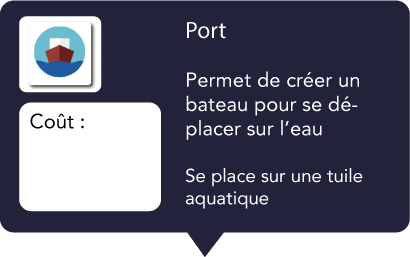 Port
Permet de créer un
bateau pour se dé-
placer sur l'eau
Se place sur une tuile
aquatique
Coût :